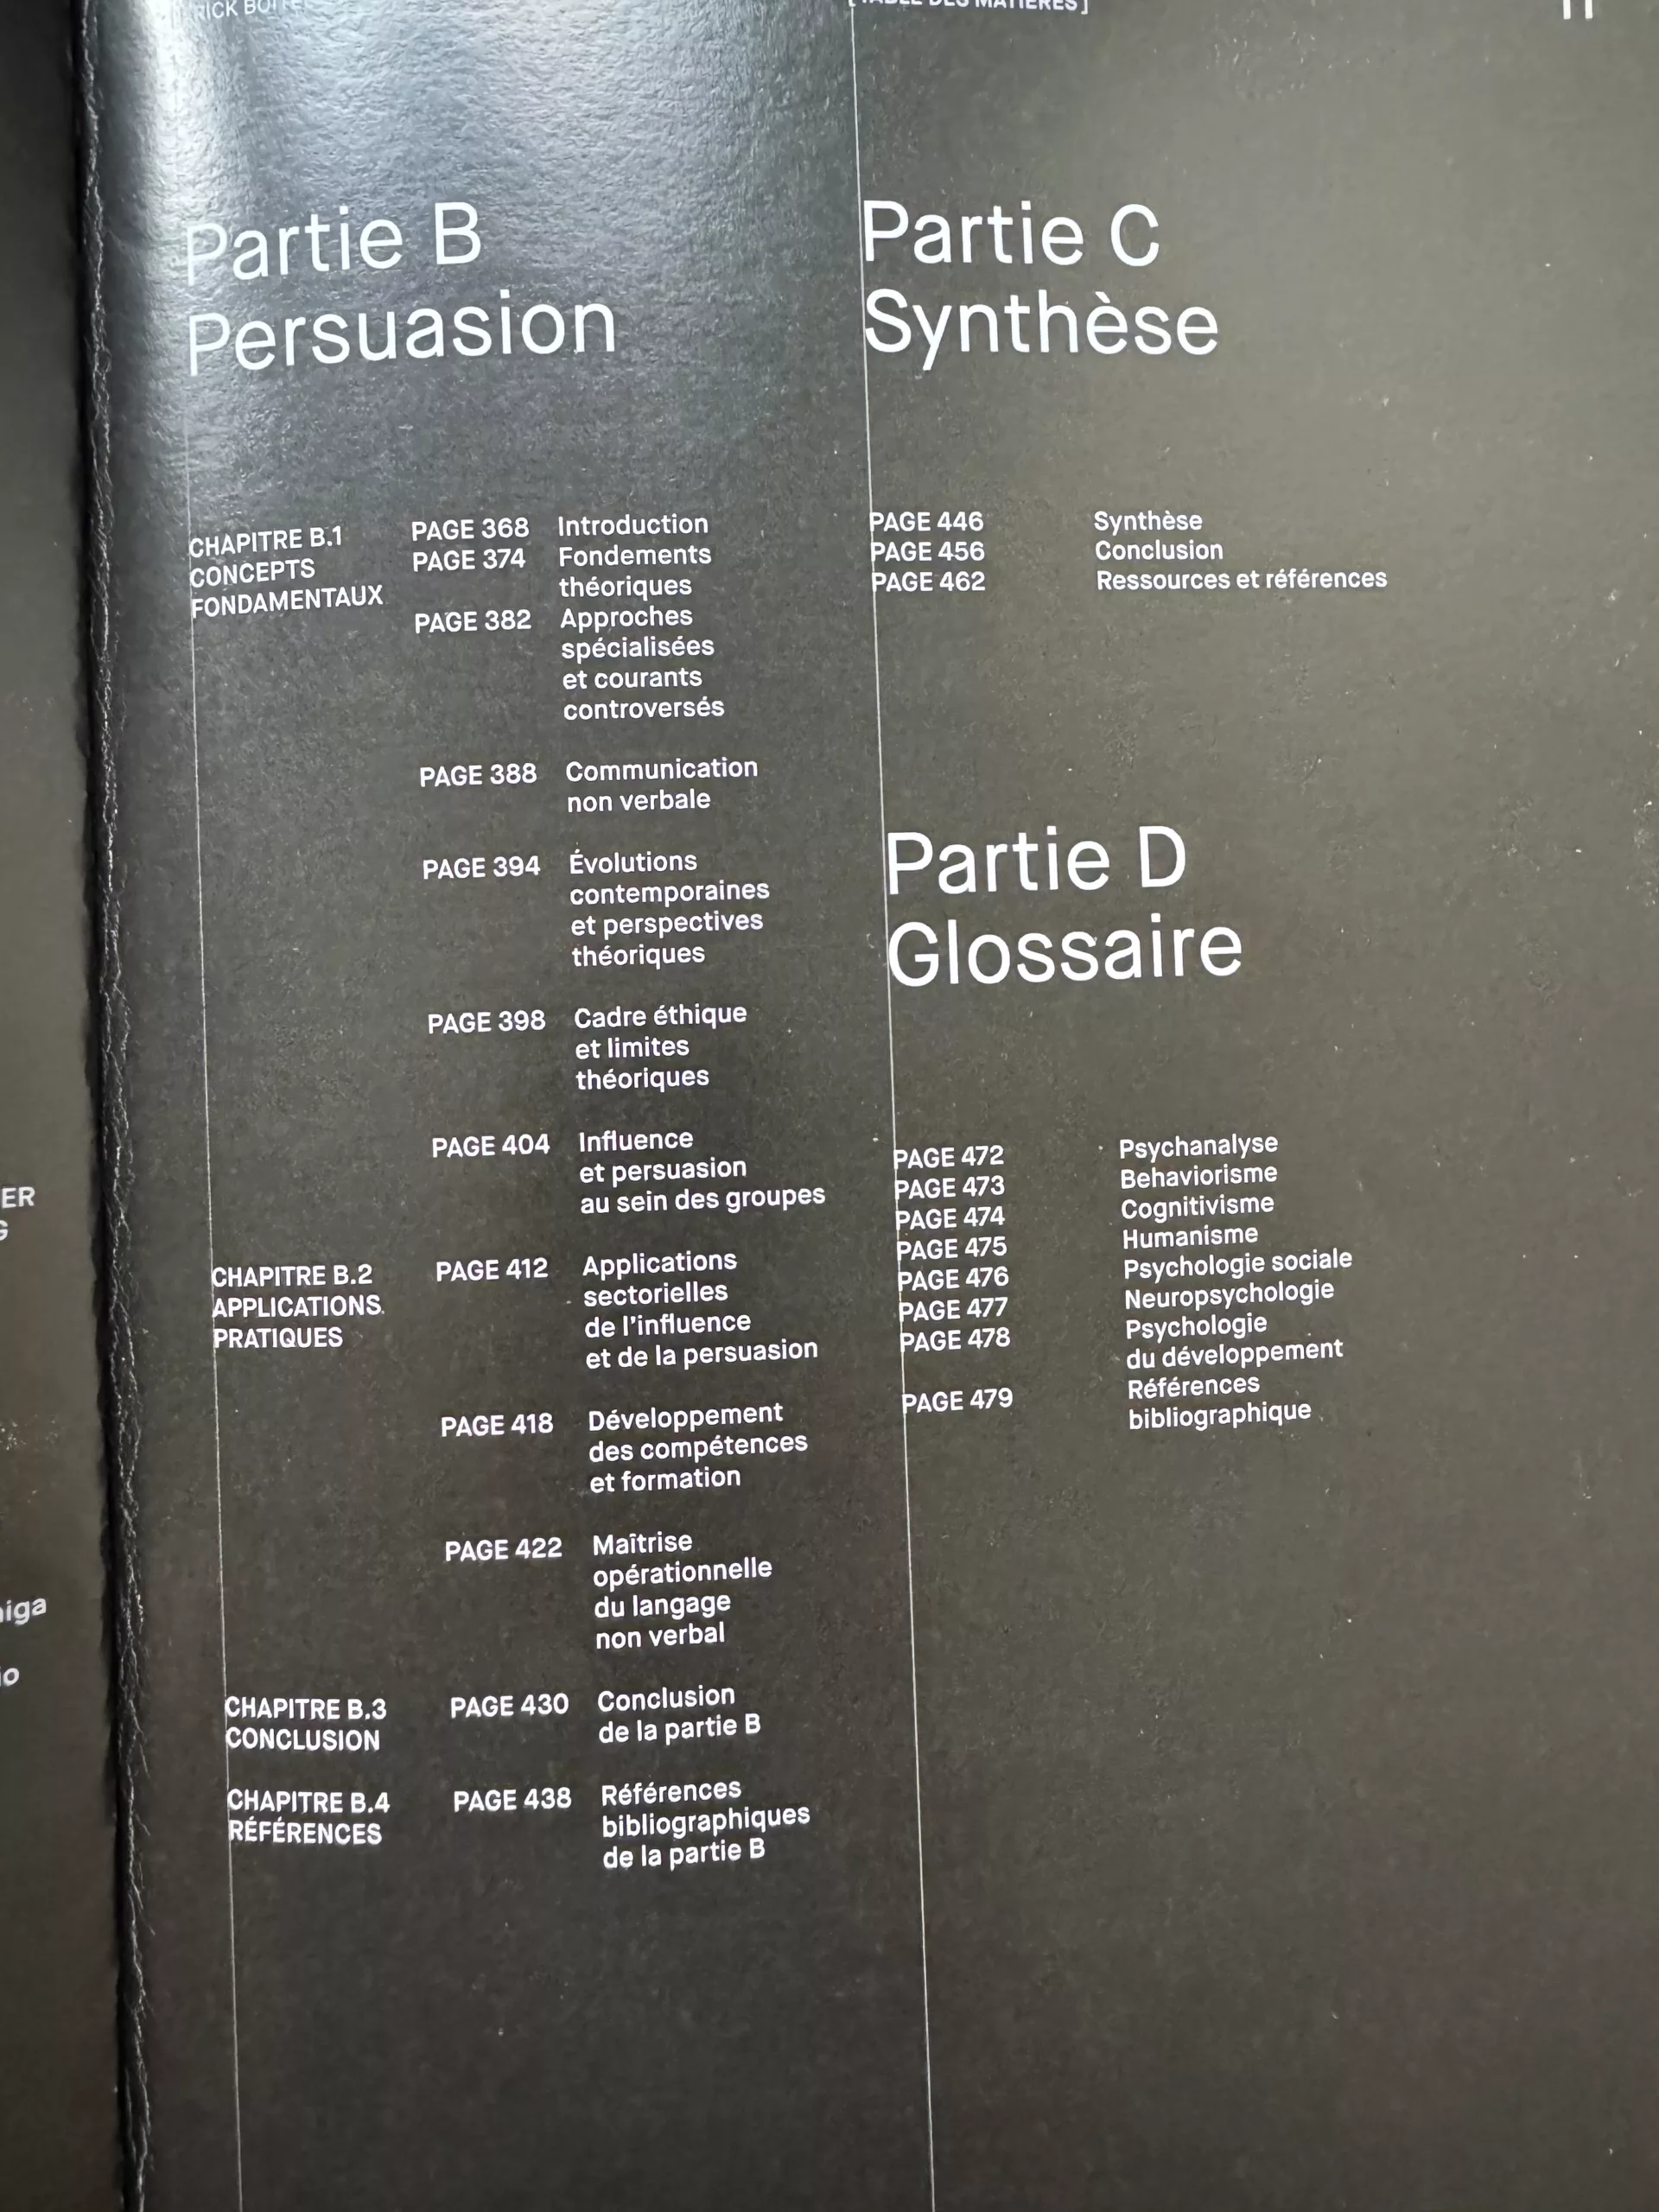 [TABLE DES MATIÈRES]
11
Partie B
Persuasion
CHAPITRE B.1
CONCEPTS
FONDAMENTAUX
PAGE 368 Introduction
PAGE 374 Fondements
théoriques
PAGE 382 Approches
spécialisées
et courants
controversés
PAGE 388 Communication
non verbale
PAGE 394 Évolutions
contemporaines
et perspectives
théoriques
PAGE 398 Cadre éthique
et limites
théoriques
PAGE 404 Influence
et persuasion
au sein des groupes
CHAPITRE B.2
APPLICATIONS
PRATIQUES
PAGE 412 Applications
sectorielles
de l'influence
et de la persuasion
PAGE 418 Développement
des compétences
et formation
PAGE 422 Maîtrise
opérationnelle
du langage
non verbal
CHAPITRE B.3
CONCLUSION
PAGE 430 Conclusion
de la partie B
CHAPITRE B.4
RÉFÉRENCES
PAGE 438 Références
bibliographiques
de la partie B
Partie C
Synthèse
PAGE 446 Synthèse
PAGE 456 Conclusion
PAGE 462 Ressources et références
Partie D
Glossaire
PAGE 472 Psychanalyse
PAGE 473 Behaviorisme
PAGE 474 Cognitivisme
PAGE 475 Humanisme
PAGE 476 Psychologie sociale
PAGE 477 Neuropsychologie
PAGE 478 Psychologie
du développement
PAGE 479 Références
bibliographique